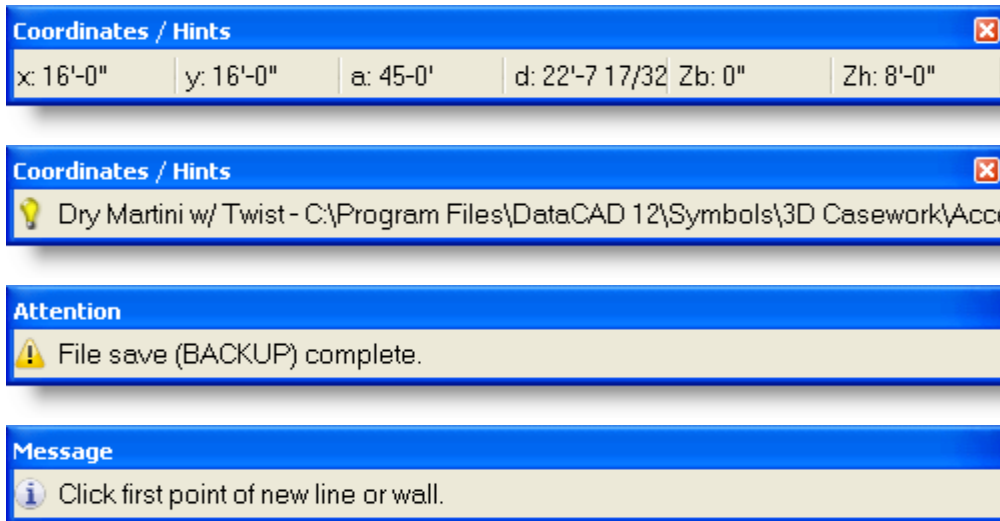 Coordinates / Hints
x: 16'-0" y: 16'-0" a: 45-0' d: 22'-7 17/32 Zb: 0" Zh: 8'-0"
Coordinates / Hints
Dry Martini w/ Twist - C:\Program Files\DataCAD 12\Symbols\3D Casework\Acce
Attention
File save (BACKUP) complete.
Message
Click first point of new line or wall.